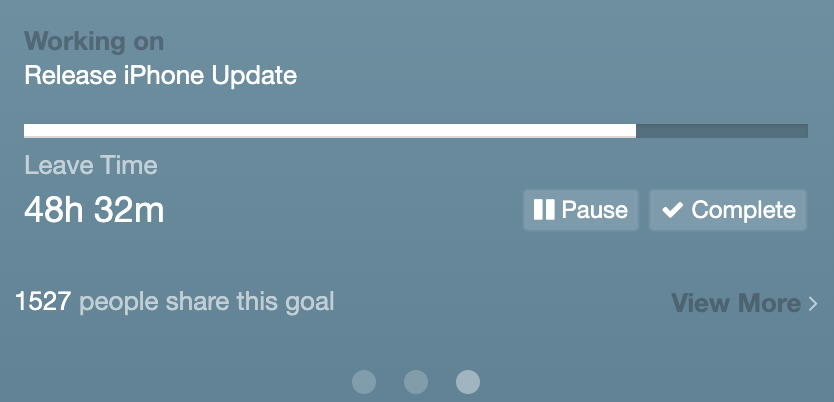 Working on
Release iPhone Update
Leave Time
48h 32m
Pause
Complete
1527 people share this goal
View More >